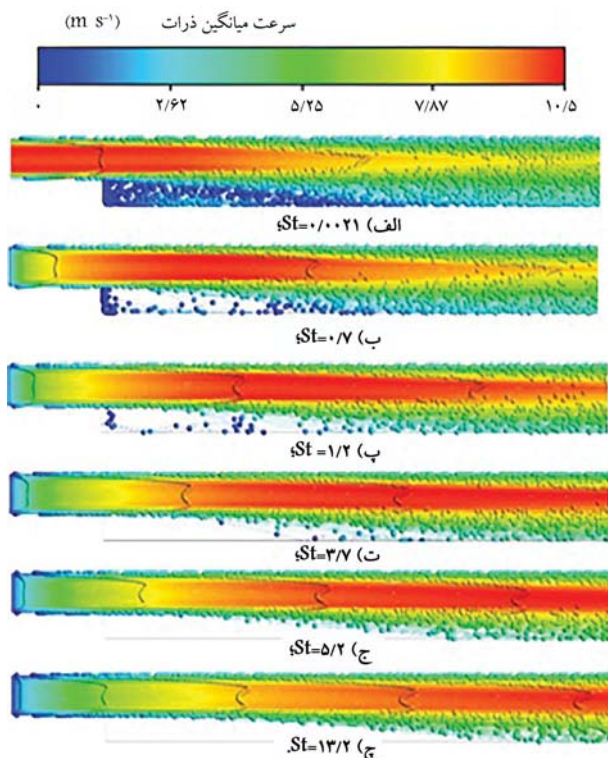 سرعت میانگین ذرات (m s⁻¹)
۰ ۲/۶۲ ۵/۲۵ ۷/۸۷ ۱۰/۵
الف) St=۰/۰۰۲۱؛
ب) St=۰/۷؛
پ) St=۱/۲؛
ت) St=۳/۷؛
ج) St=۵/۲؛
چ) St=۱۳/۲.